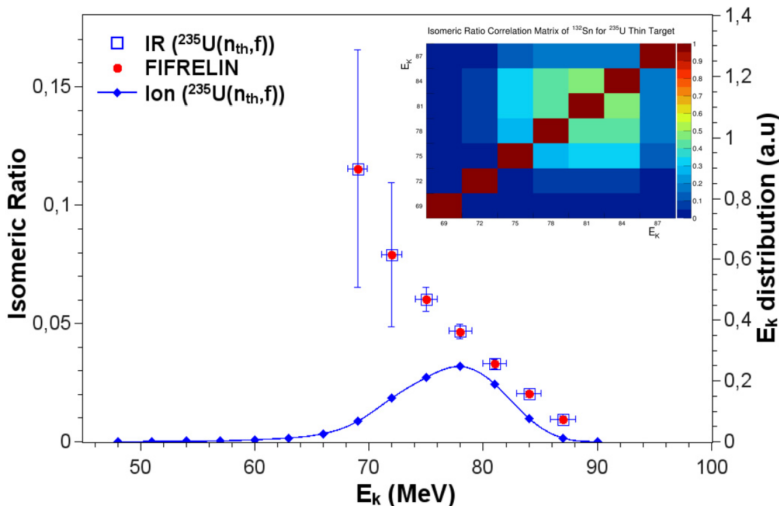 Isomeric Ratio
0,15
0,1
0,05
0
IR (²³⁵U(nₜₕ,f))
FIFRELIN
Ion (²³⁵U(nₜₕ,f))
Isomeric Ratio Correlation Matrix of ¹³²Sn for ²³⁵U Thin Target
E_K
87
84
81
78
75
72
69
69 72 75 78 81 84 87
E_K
1
0.9
0.8
0.7
0.6
0.5
0.4
0.3
0.2
0.1
0
1,4
1,2
1
0,8
0,6
0,4
0,2
0
E_k distribution (a.u)
50 60 70 80 90 100
E_k (MeV)